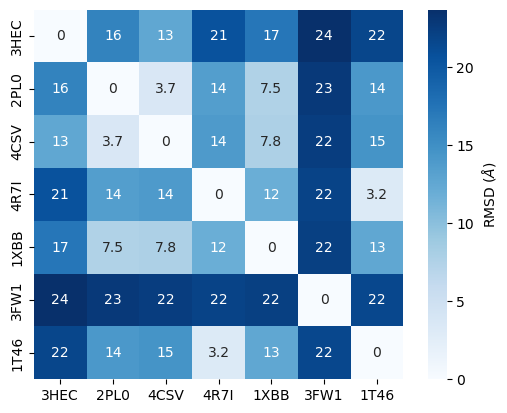 3HEC 0 16 13 21 17 24 22
2PL0 16 0 3.7 14 7.5 23 14
4CSV 13 3.7 0 14 7.8 22 15
4R7I 21 14 14 0 12 22 3.2
1XBB 17 7.5 7.8 12 0 22 13
3FW1 24 23 22 22 22 0 22
1T46 22 14 15 3.2 13 22 0
3HEC 2PL0 4CSV 4R7I 1XBB 3FW1 1T46
20
15
10
5
0
RMSD (Å)